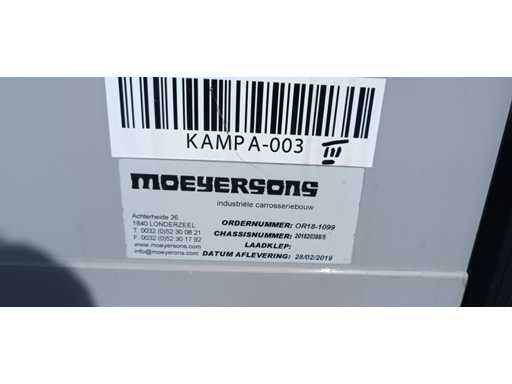 KAMPA-003 III
MOEYERSONS
industriële carrosseriebouw
Achterheide 26
1840 LONDERZEEL
T. 0032 (0)52 30 08 21
F. 0032 (0)52 30 17 92
www.moeyersons.com
info@moeyersons.com
ORDERNUMMER: OR18-1099
CHASSISNUMMER:
LAADKLEP:
DATUM AFLEVERING: 28/02/2019